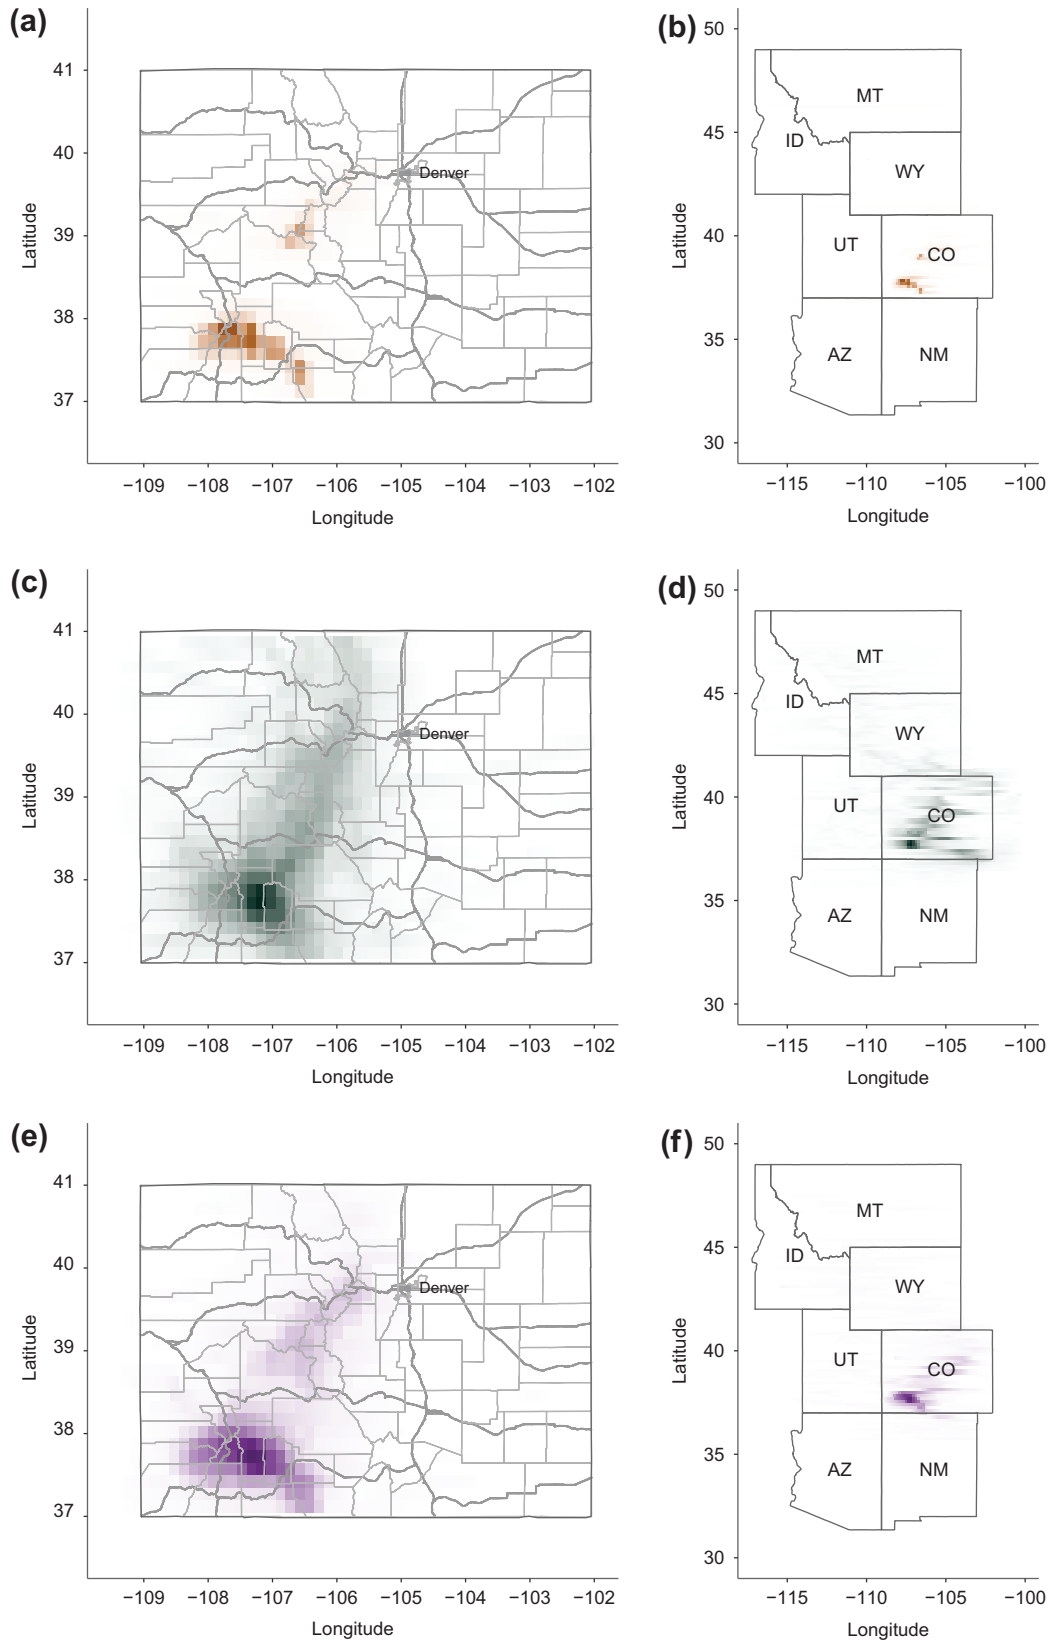 (a)
41
40
39
38
37
Latitude
Denver
−109 −108 −107 −106 −105 −104 −103 −102
Longitude
(b)
50
45
40
35
30
Latitude
MT
ID
WY
UT
CO
AZ
NM
−115 −110 −105 −100
Longitude
(c)
41
40
39
38
37
Latitude
Denver
−109 −108 −107 −106 −105 −104 −103 −102
Longitude
(d)
50
45
40
35
30
Latitude
MT
ID
WY
UT
CO
AZ
NM
−115 −110 −105 −100
Longitude
(e)
41
40
39
38
37
Latitude
Denver
−109 −108 −107 −106 −105 −104 −103 −102
Longitude
(f)
50
45
40
35
30
Latitude
MT
ID
WY
UT
CO
AZ
NM
−115 −110 −105 −100
Longitude